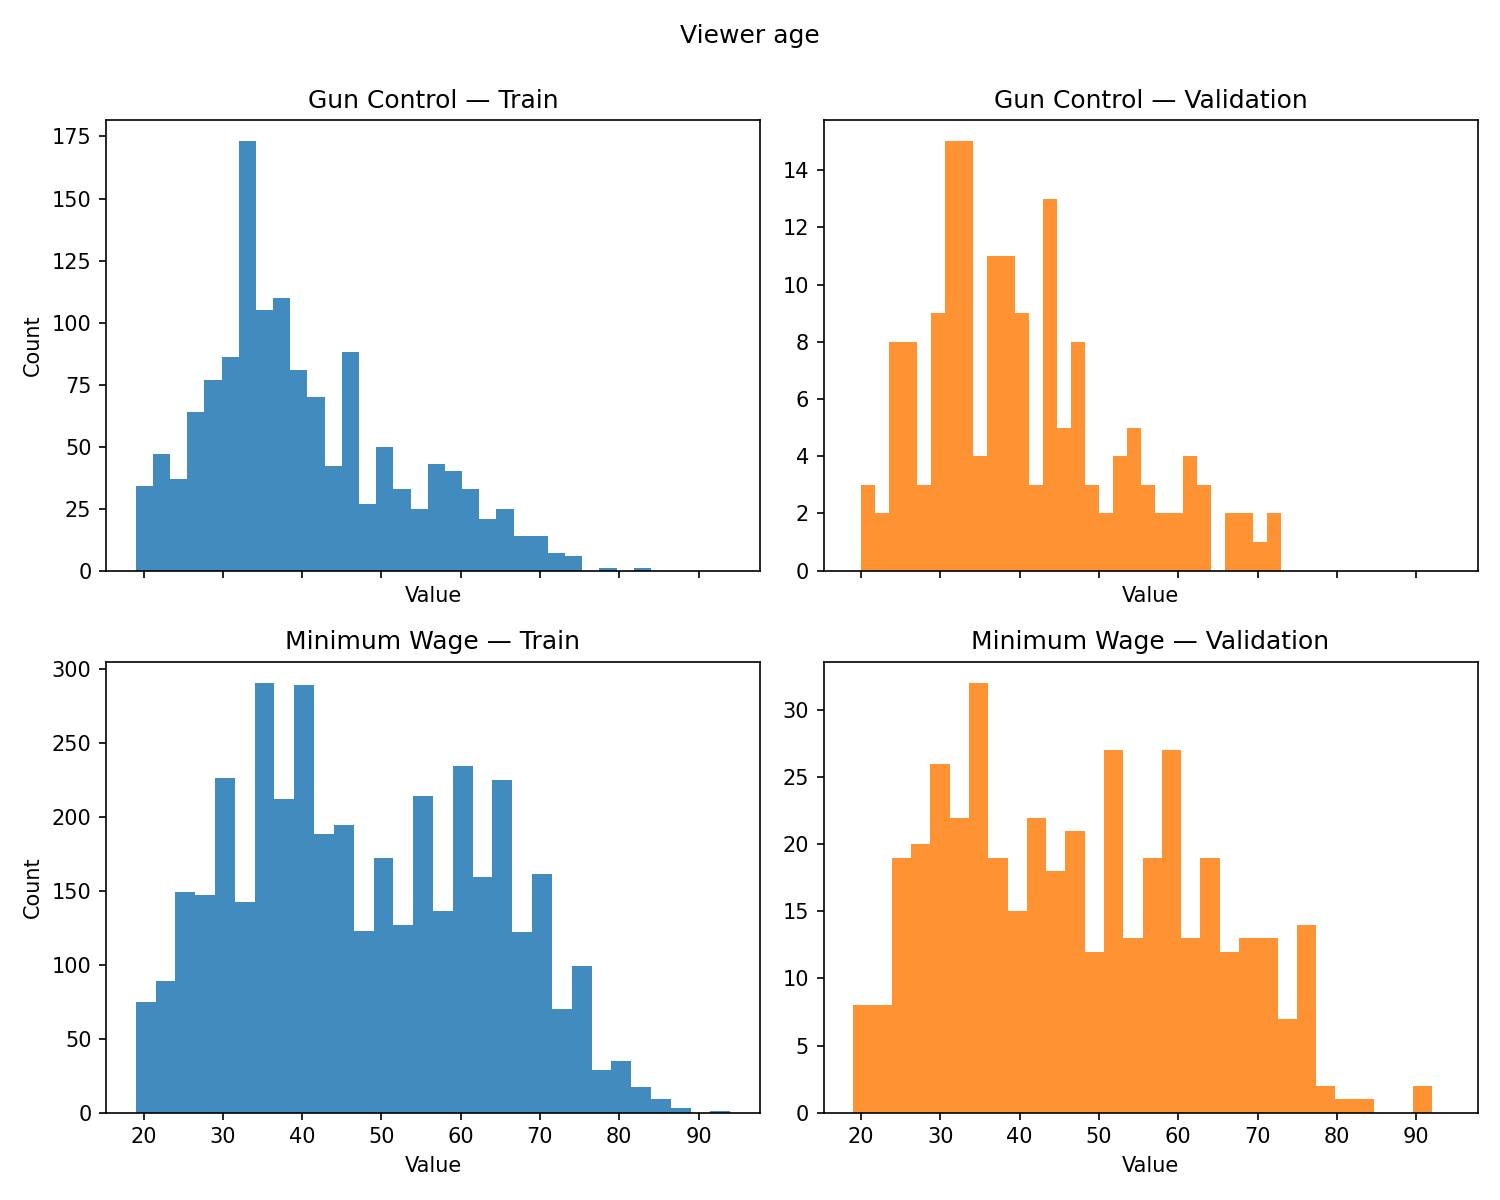 Viewer age
Gun Control — Train
Gun Control — Validation
175
150
125
100
75
50
25
0
Count
Value
14
12
10
8
6
4
2
0
Value
Minimum Wage — Train
Minimum Wage — Validation
300
250
200
150
100
50
0
Count
20 30 40 50 60 70 80 90
Value
30
25
20
15
10
5
0
20 30 40 50 60 70 80 90
Value